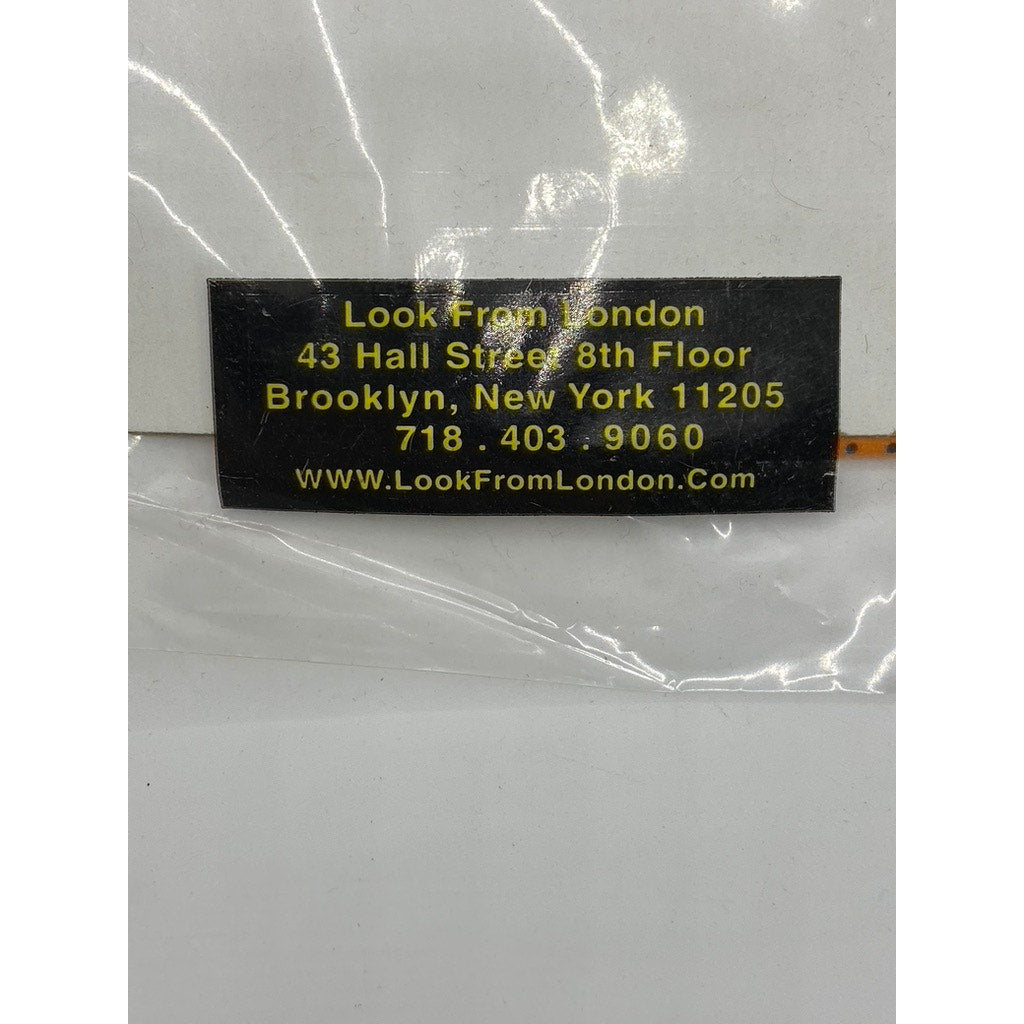 Look From London
43 Hall Street 8th Floor
Brooklyn, New York 11205
718 . 403 . 9060
WWW.LookFromLondon.Com